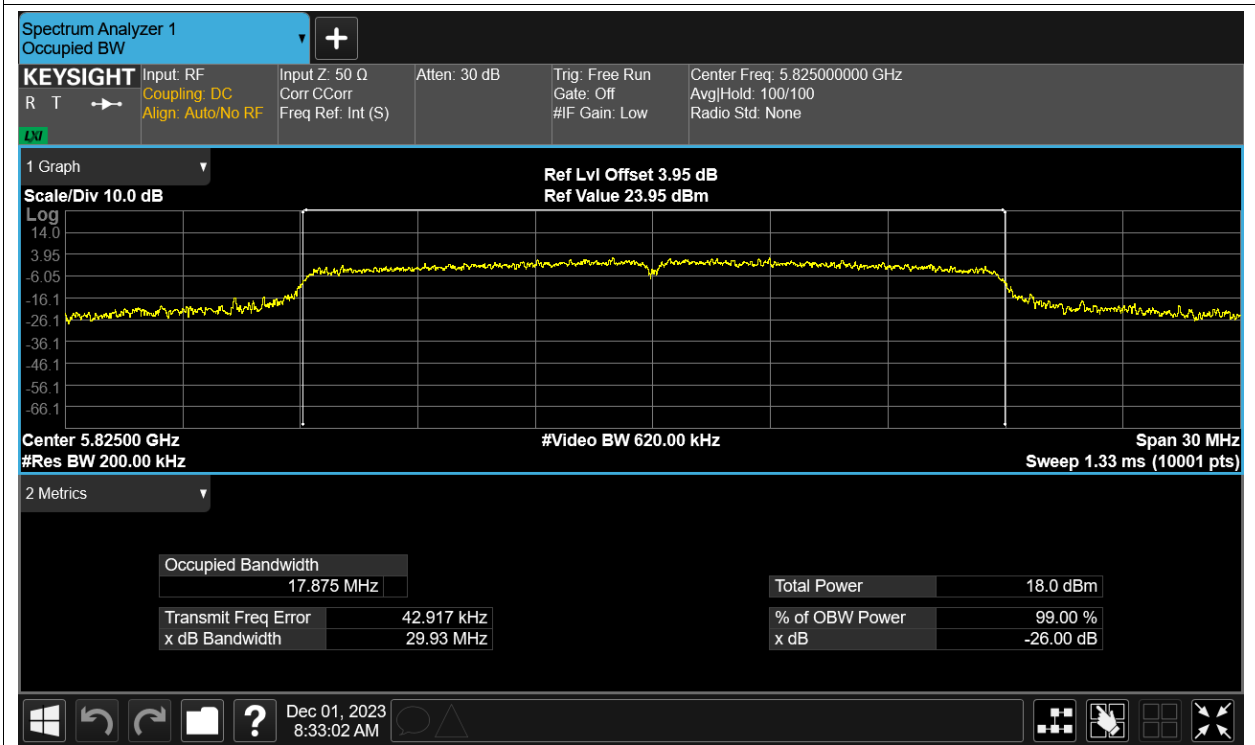 Spectrum Analyzer 1
Occupied BW
KEYSIGHT
R T
LXI
Input: RF
Coupling: DC
Align: Auto/No RF
Input Z: 50 Ω
Corr CCorr
Freq Ref: Int (S)
Atten: 30 dB
Trig: Free Run
Gate: Off
#IF Gain: Low
Center Freq: 5.825000000 GHz
Avg|Hold: 100/100
Radio Std: None
1 Graph
Scale/Div 10.0 dB
Ref Lvl Offset 3.95 dB
Ref Value 23.95 dBm
Log
14.0
3.95
-6.05
-16.1
-26.1
-36.1
-46.1
-56.1
-66.1
Center 5.82500 GHz
#Video BW 620.00 kHz
Span 30 MHz
#Res BW 200.00 kHz
Sweep 1.33 ms (10001 pts)
2 Metrics
Occupied Bandwidth
17.875 MHz
Transmit Freq Error 42.917 kHz
x dB Bandwidth 29.93 MHz
Total Power 18.0 dBm
% of OBW Power 99.00 %
x dB -26.00 dB
?
Dec 01, 2023
8:33:02 AM